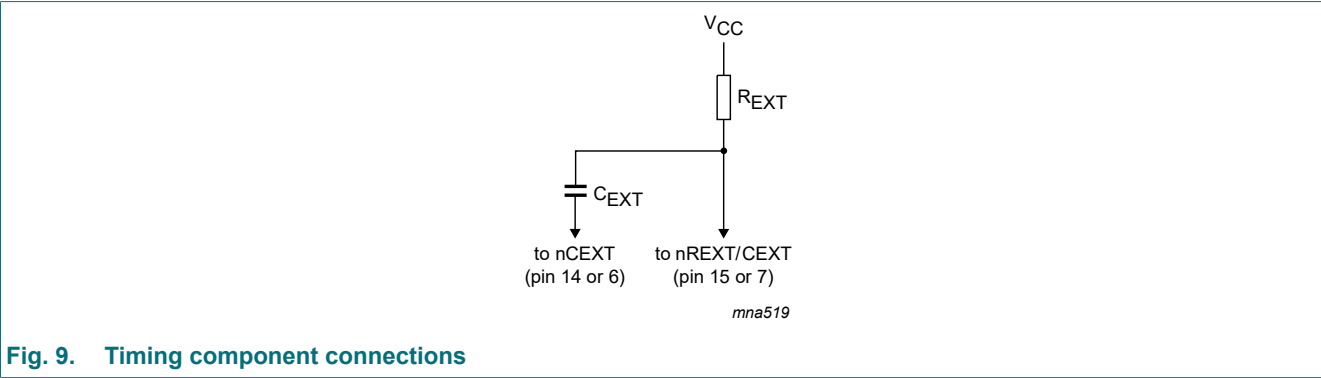 VCC
REXT
CEXT
to nCEXT
(pin 14 or 6)
to nREXT/CEXT
(pin 15 or 7)
mna519
Fig. 9. Timing component connections